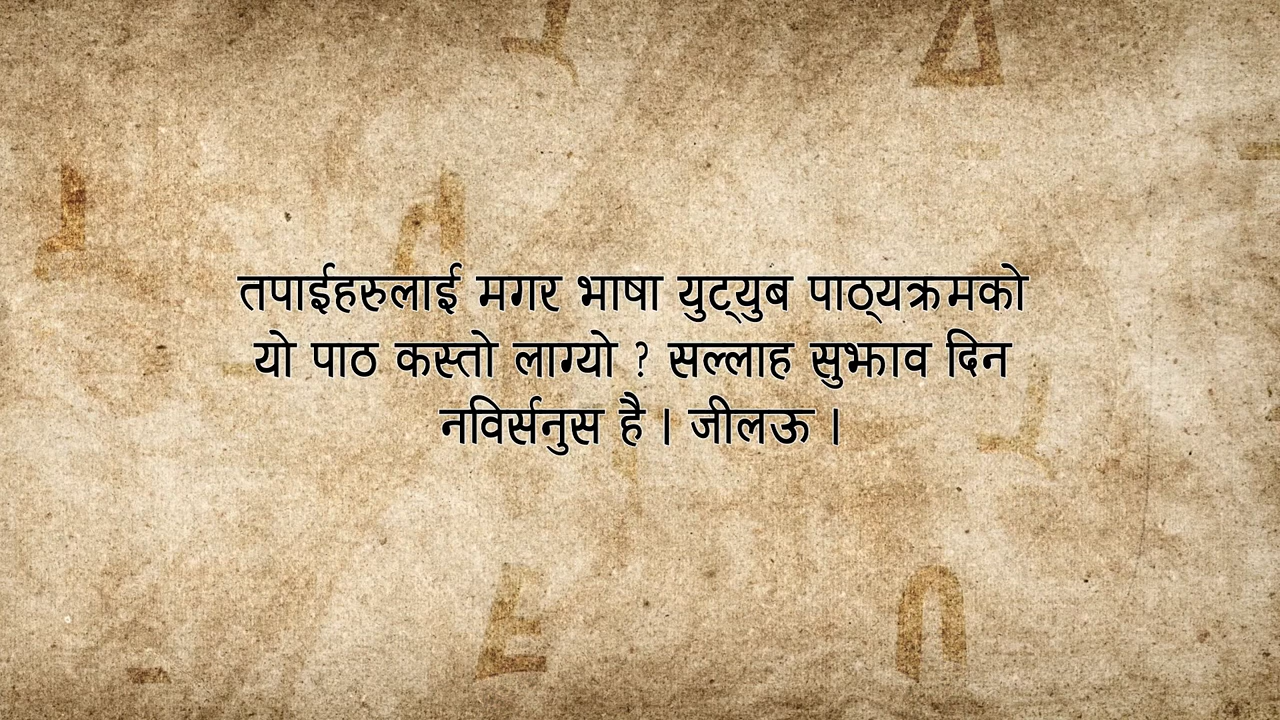 तपाईहरुलाई मगर भाषा युट्युब पाठ्यक्रमको
यो पाठ कस्तो लाग्यो ? सल्लाह सुझाव दिन
नविर्सनुस है । जीलऊ ।